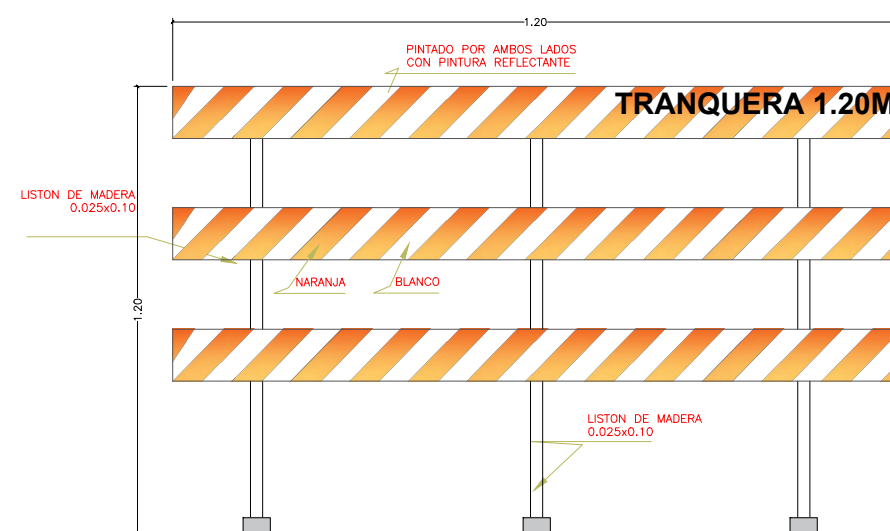 1.20
PINTADO POR AMBOS LADOS
CON PINTURA REFLECTANTE
TRANQUERA 1.20M
LISTON DE MADERA
0.025x0.10
NARANJA
BLANCO
1.20
LISTON DE MADERA
0.025x0.10